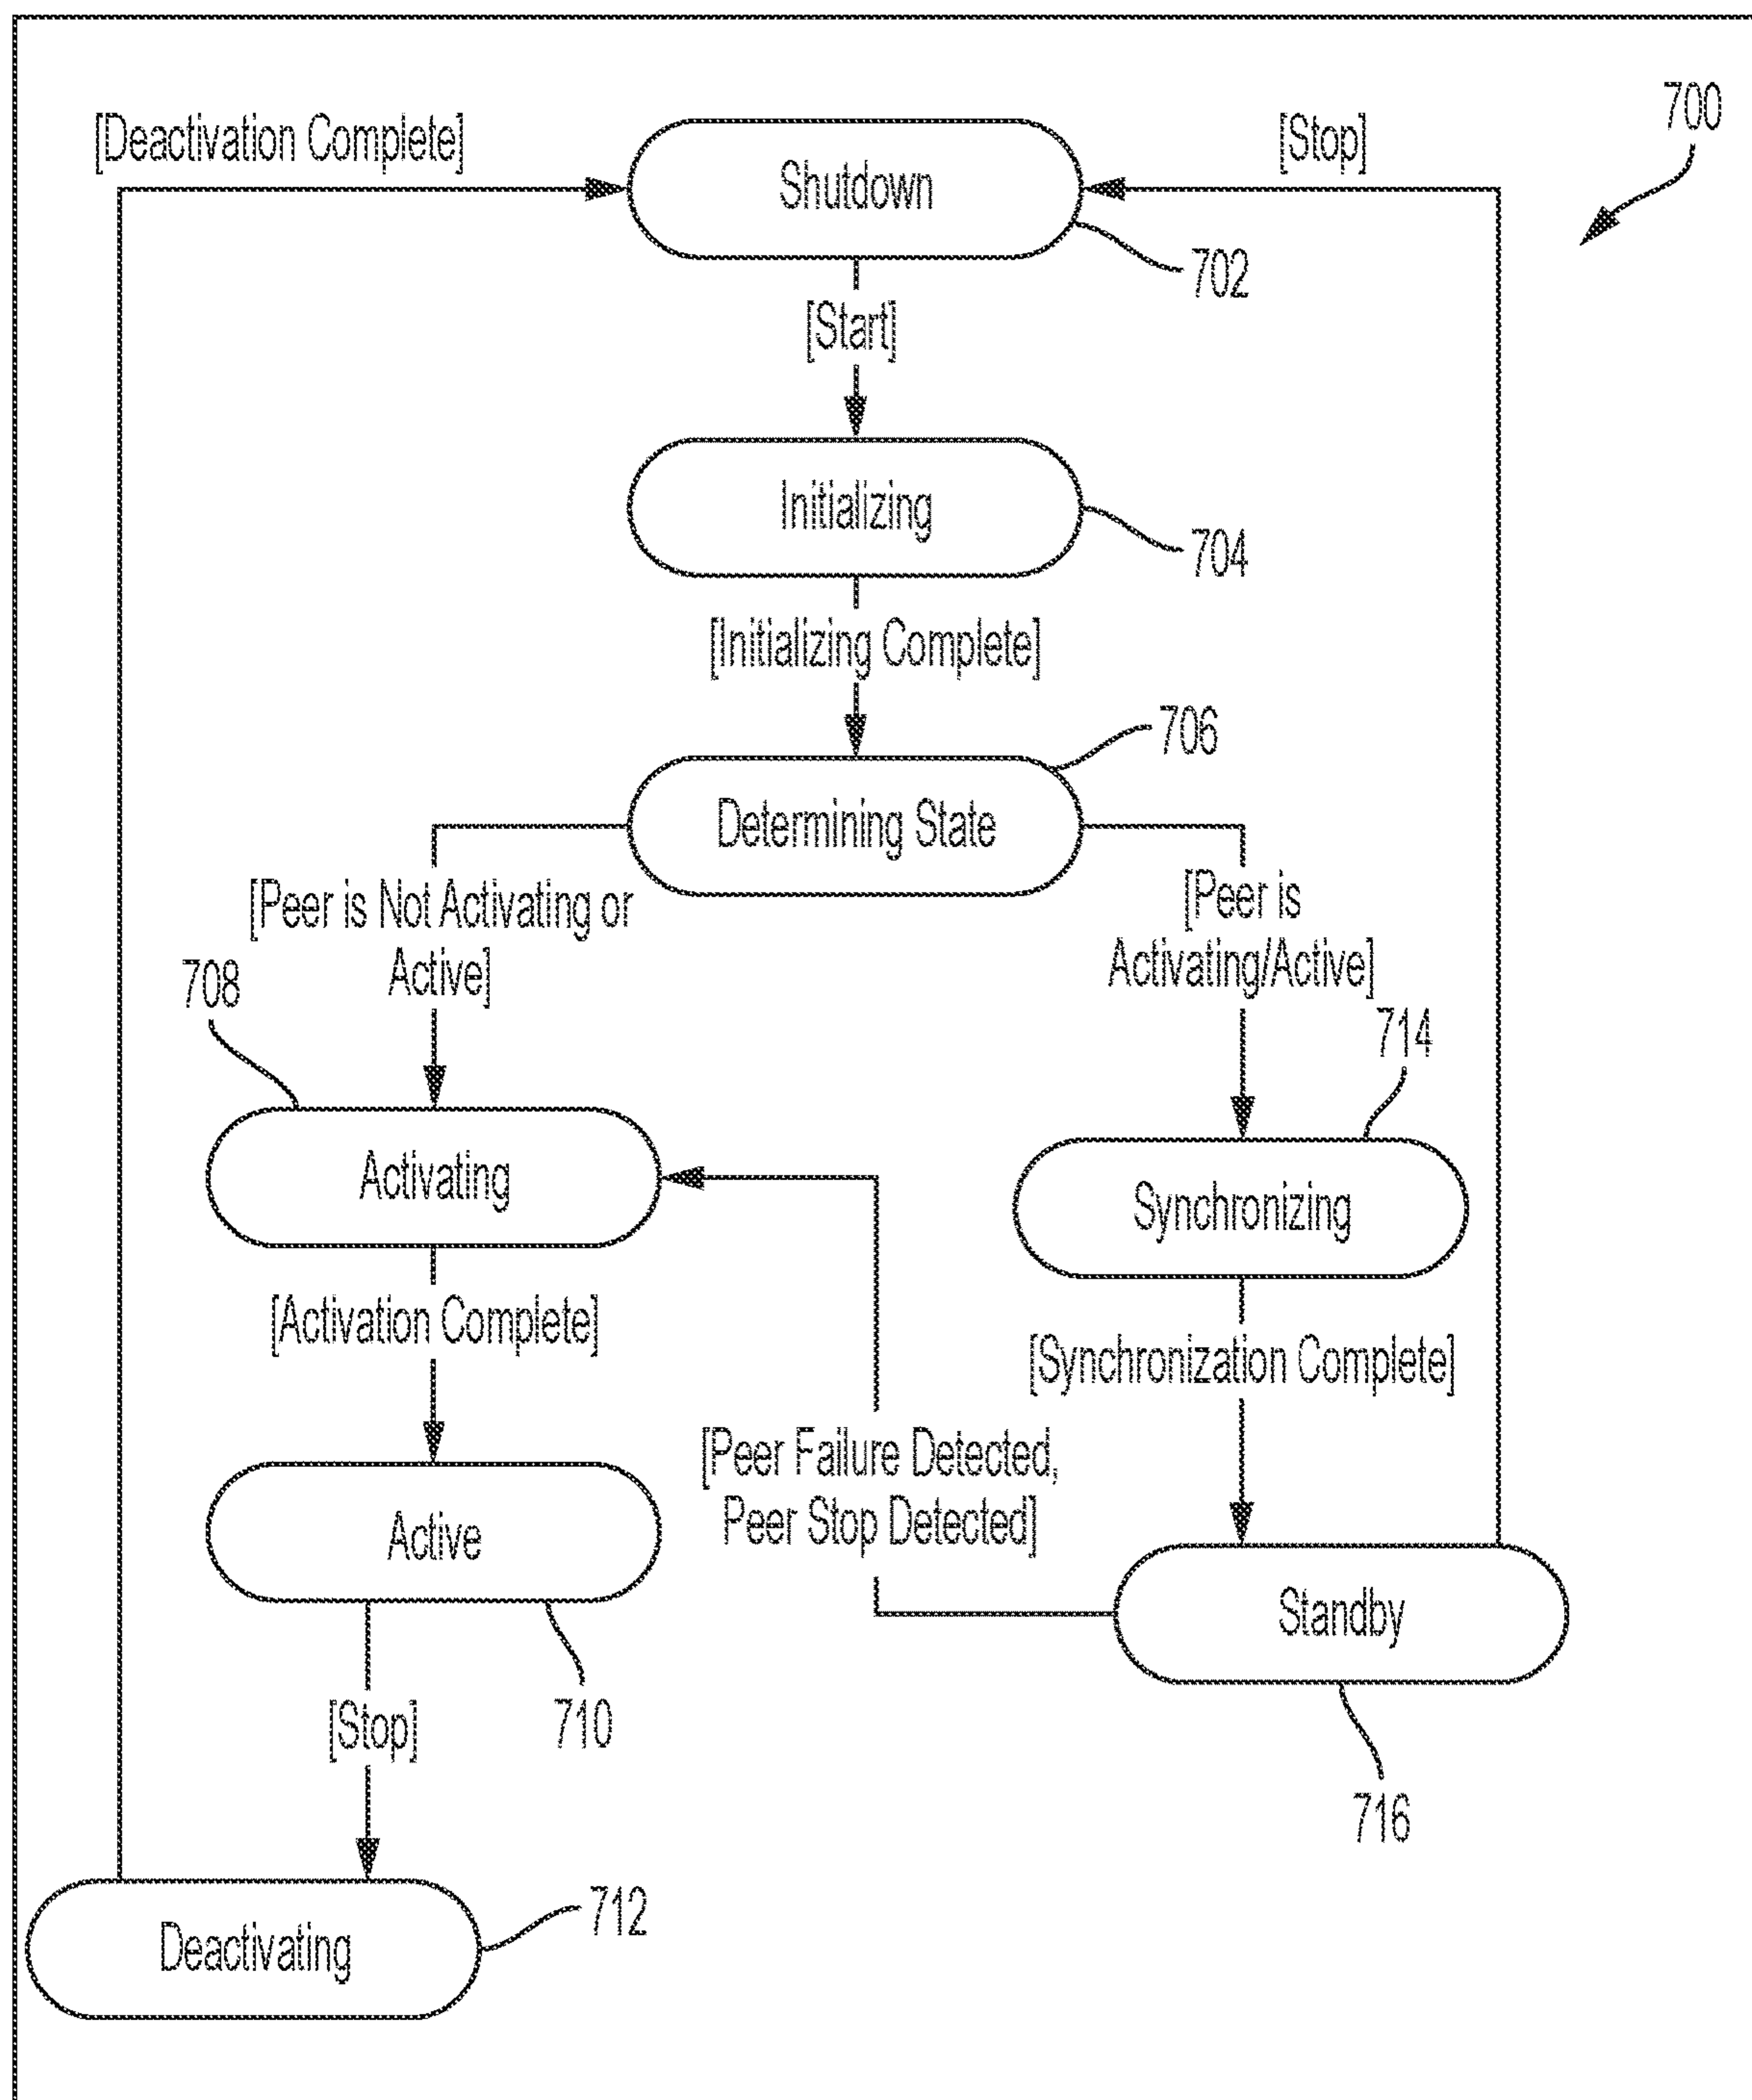 [Deactivation Complete]
[Stop]
700
Shutdown
702
[Start]
Initializing
704
[Initializing Complete]
706
Determining State
[Peer is Not Activating or
Active]
[Peer is
Activating/Active]
708
714
Activating
Synchronizing
[Activation Complete]
[Synchronization Complete]
[Peer Failure Detected,
Peer Stop Detected]
Active
Standby
710
[Stop]
716
712
Deactivating